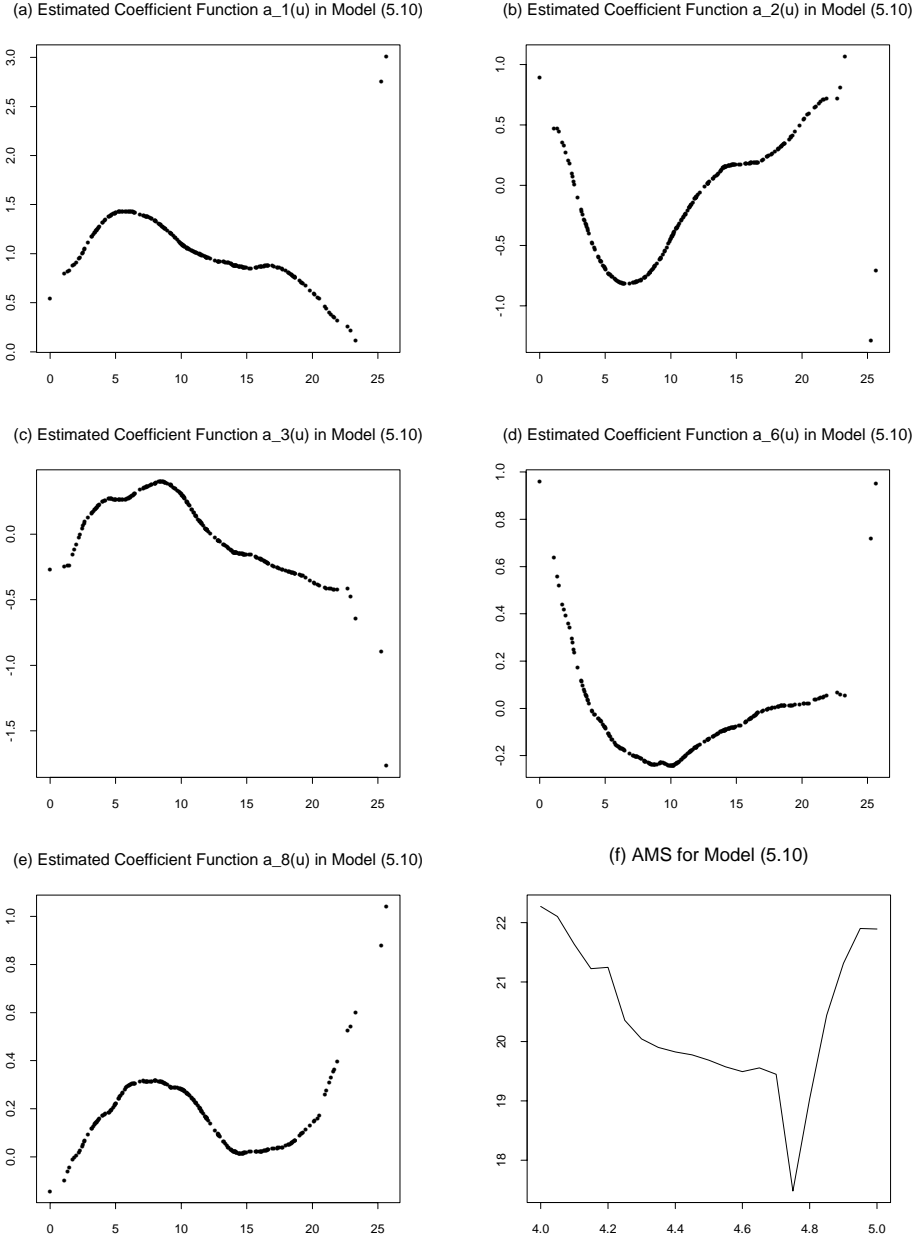 (a) Estimated Coefficient Function a_1(u) in Model (5.10)
3.0
2.5
2.0
1.5
1.0
0.5
0.0
0 5 10 15 20 25
(b) Estimated Coefficient Function a_2(u) in Model (5.10)
1.0
0.5
0.0
-0.5
-1.0
0 5 10 15 20 25
(c) Estimated Coefficient Function a_3(u) in Model (5.10)
0.0
-0.5
-1.0
-1.5
0 5 10 15 20 25
(d) Estimated Coefficient Function a_6(u) in Model (5.10)
1.0
0.8
0.6
0.4
0.2
0.0
-0.2
0 5 10 15 20 25
(e) Estimated Coefficient Function a_8(u) in Model (5.10)
1.0
0.8
0.6
0.4
0.2
0.0
0 5 10 15 20 25
(f) AMS for Model (5.10)
22
21
20
19
18
4.0 4.2 4.4 4.6 4.8 5.0